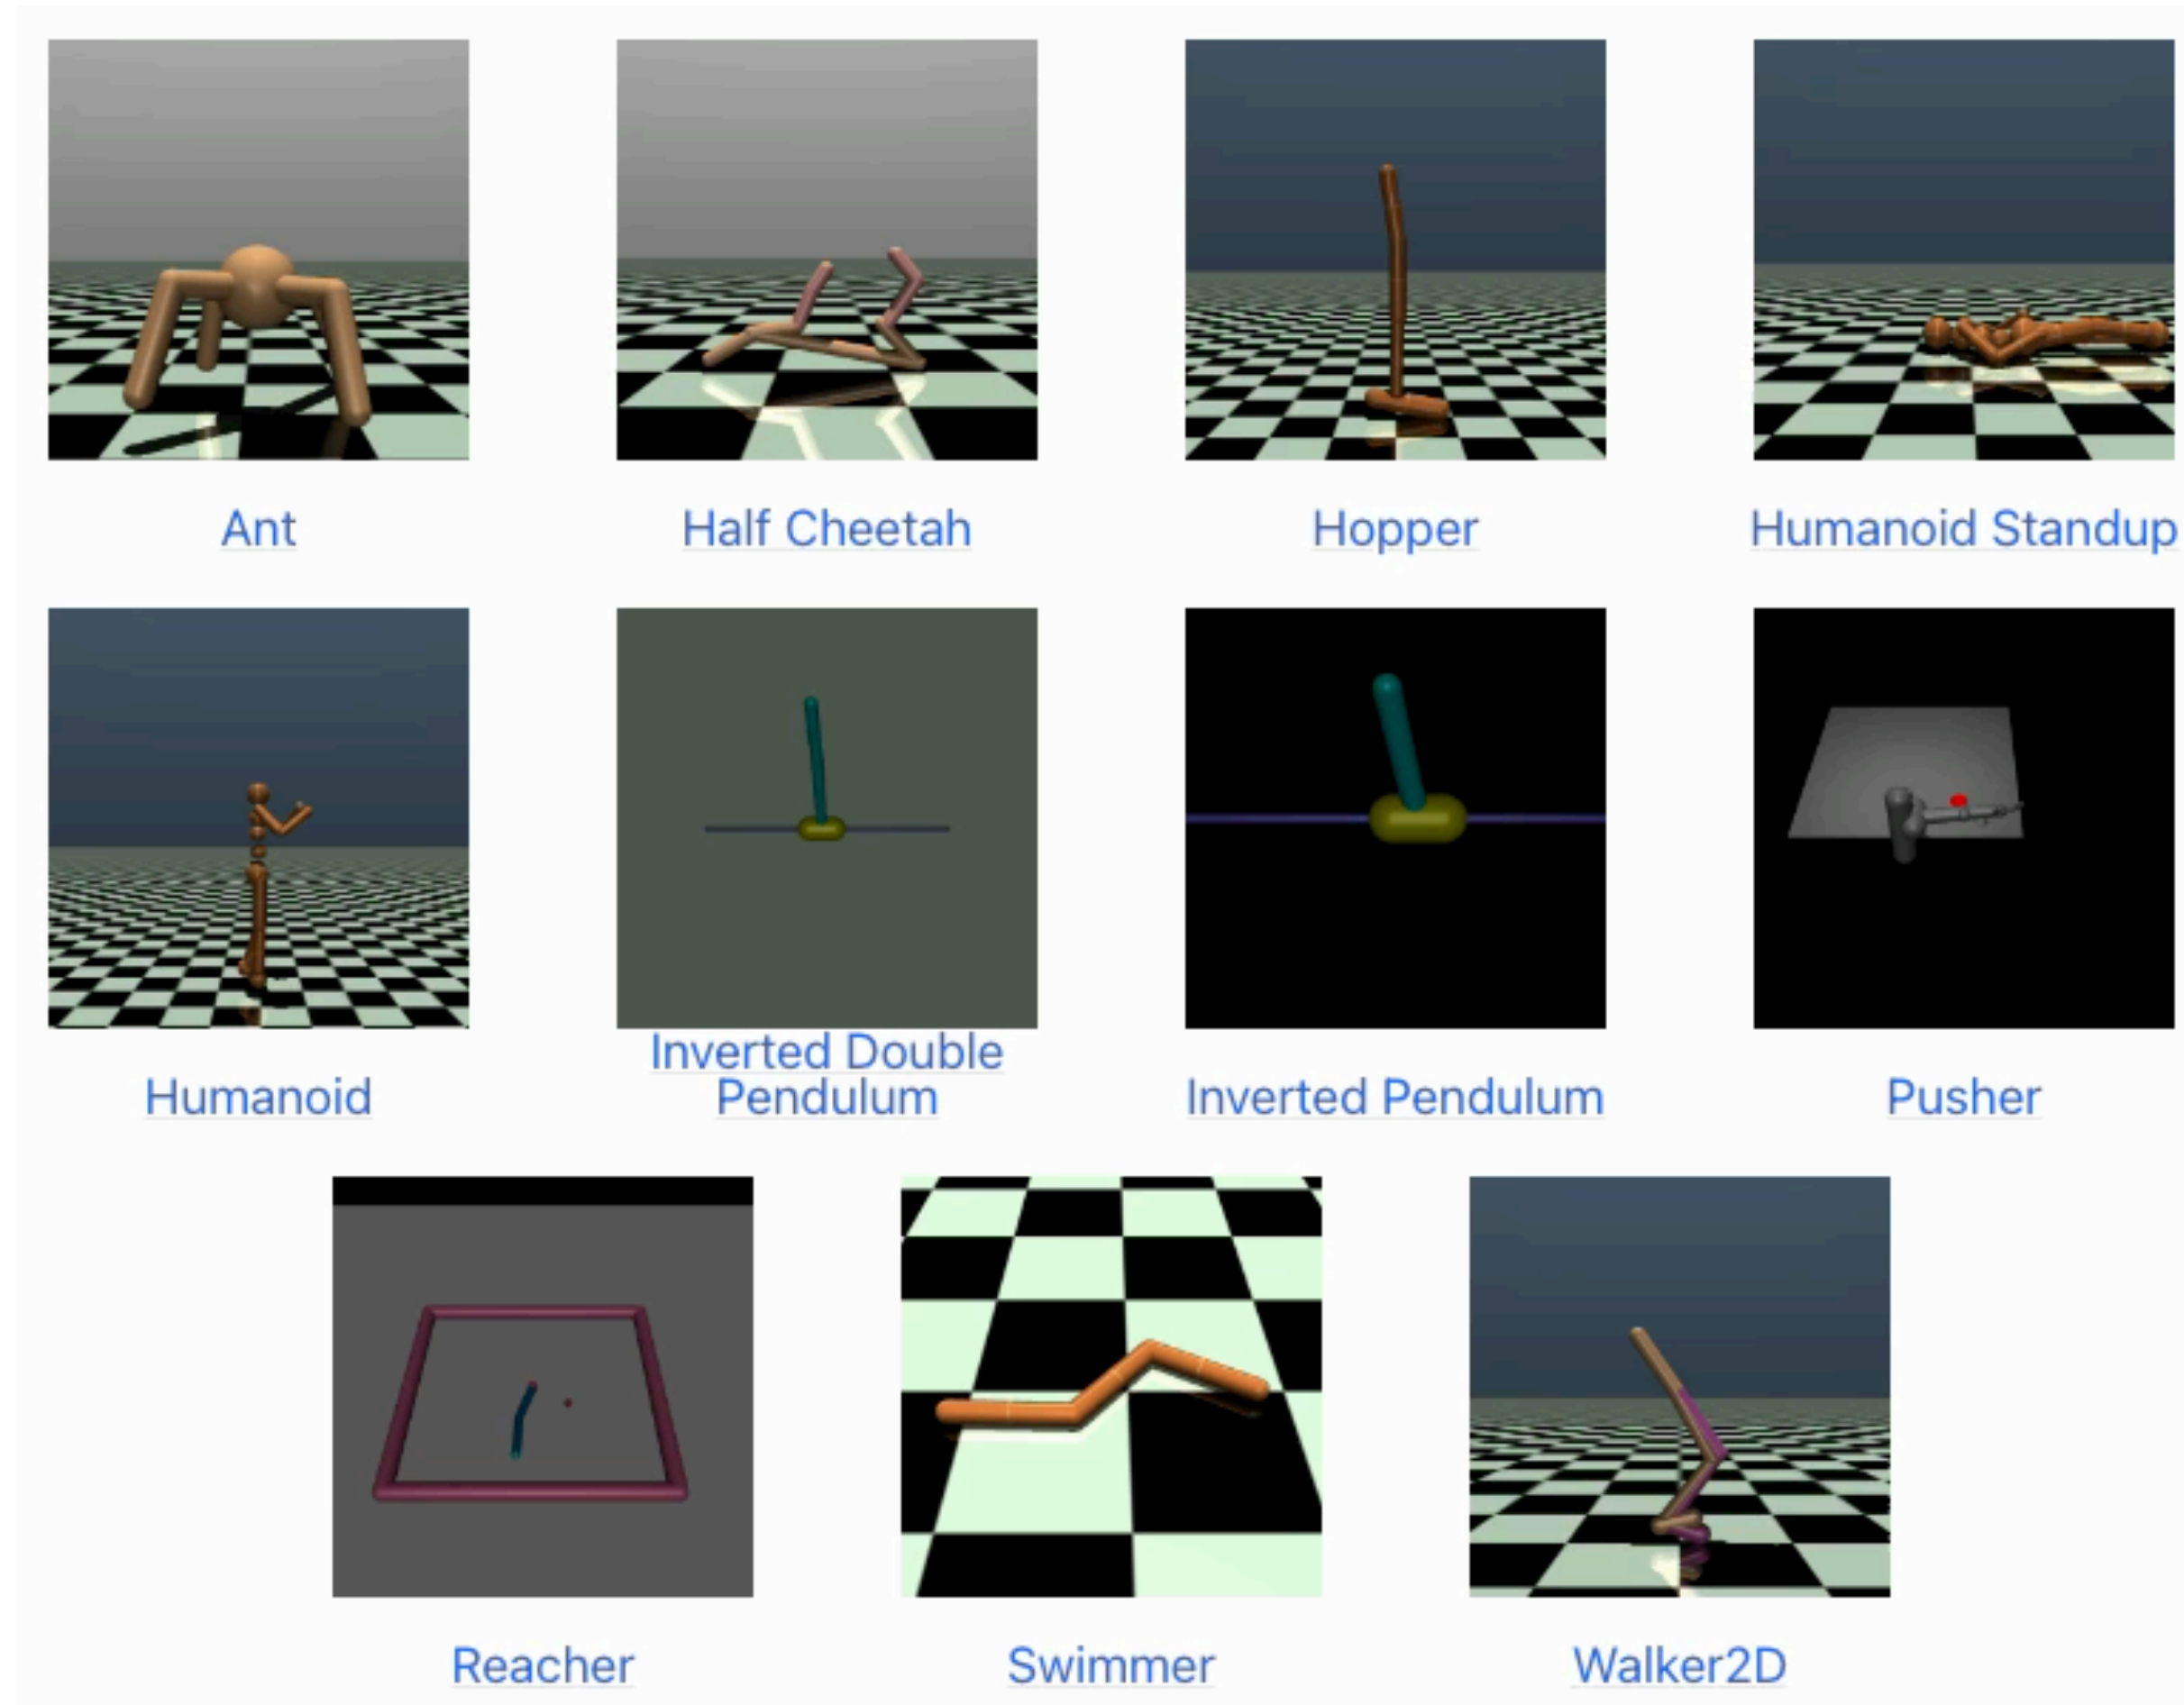 Ant
Half Cheetah
Hopper
Humanoid Standup
Humanoid
Inverted Double
Pendulum
Inverted Pendulum
Pusher
Reacher
Swimmer
Walker2D